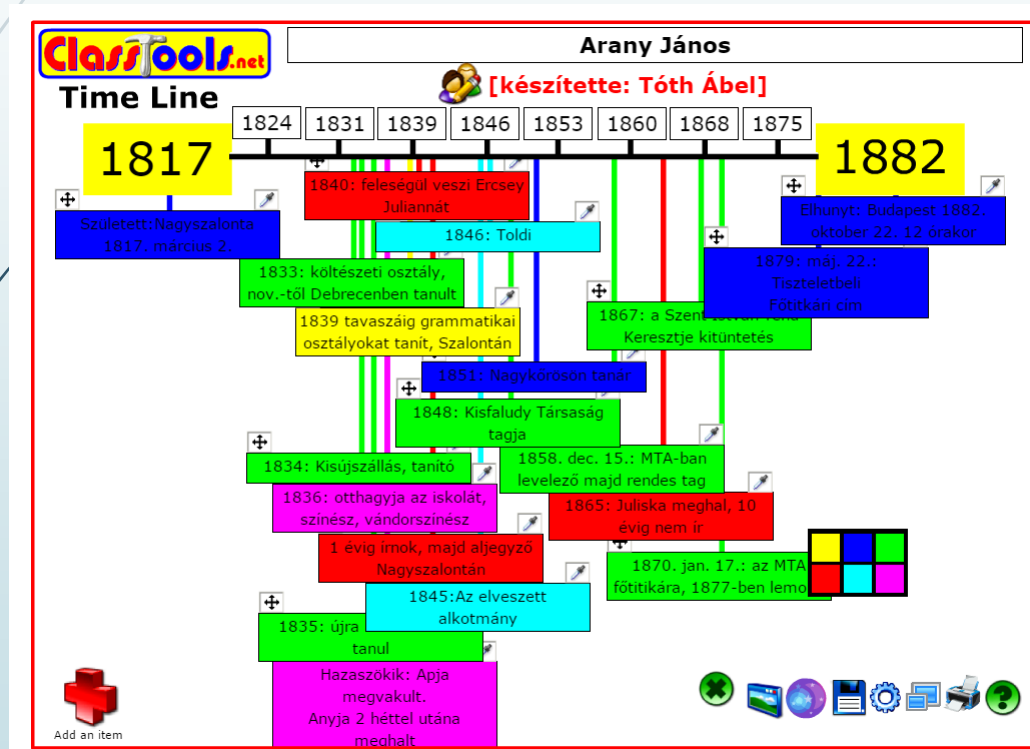 ClassTools.net
Arany János
Time Line
[készítette: Tóth Ábel]
1817
1824
1831
1839
1846
1853
1860
1868
1875
1882
Született:Nagyszalonta
1817. március 2.
1840: feleségül veszi Ercsey
Juliannát
1846: Toldi
Elhunyt: Budapest 1882.
oktober 22. 12 órakor
1833: költészeti osztály,
nov.-től Debrecenben tanult
1879: máj. 22.:
Tiszteletbeli
Főtitkári cím
1839 tavaszáig grammatikai
osztályokat tanít, Szalontán
1867: a Szent István rend
Keresztje kitüntetés
1851: Nagykőrösön tanár
1848: Kisfaludy Társaság
tagja
1834: Kisújszállás, tanító
1858. dec. 15.: MTA-ban
levelező majd rendes tag
1836: otthagyja az iskolát,
színész, vándorszínész
1865: Juliska meghal, 10
évig nem ír
1 évig írnok, majd aljegyző
Nagyszalontán
1870. jan. 17.: az MTA
főtitikára, 1877-ben
1845:Az elveszett
alkotmány
1835: újra
tanul
Hazaszökik: Apja
megvakult.
Anyja 2 héttel utána
meghalt
Add an item